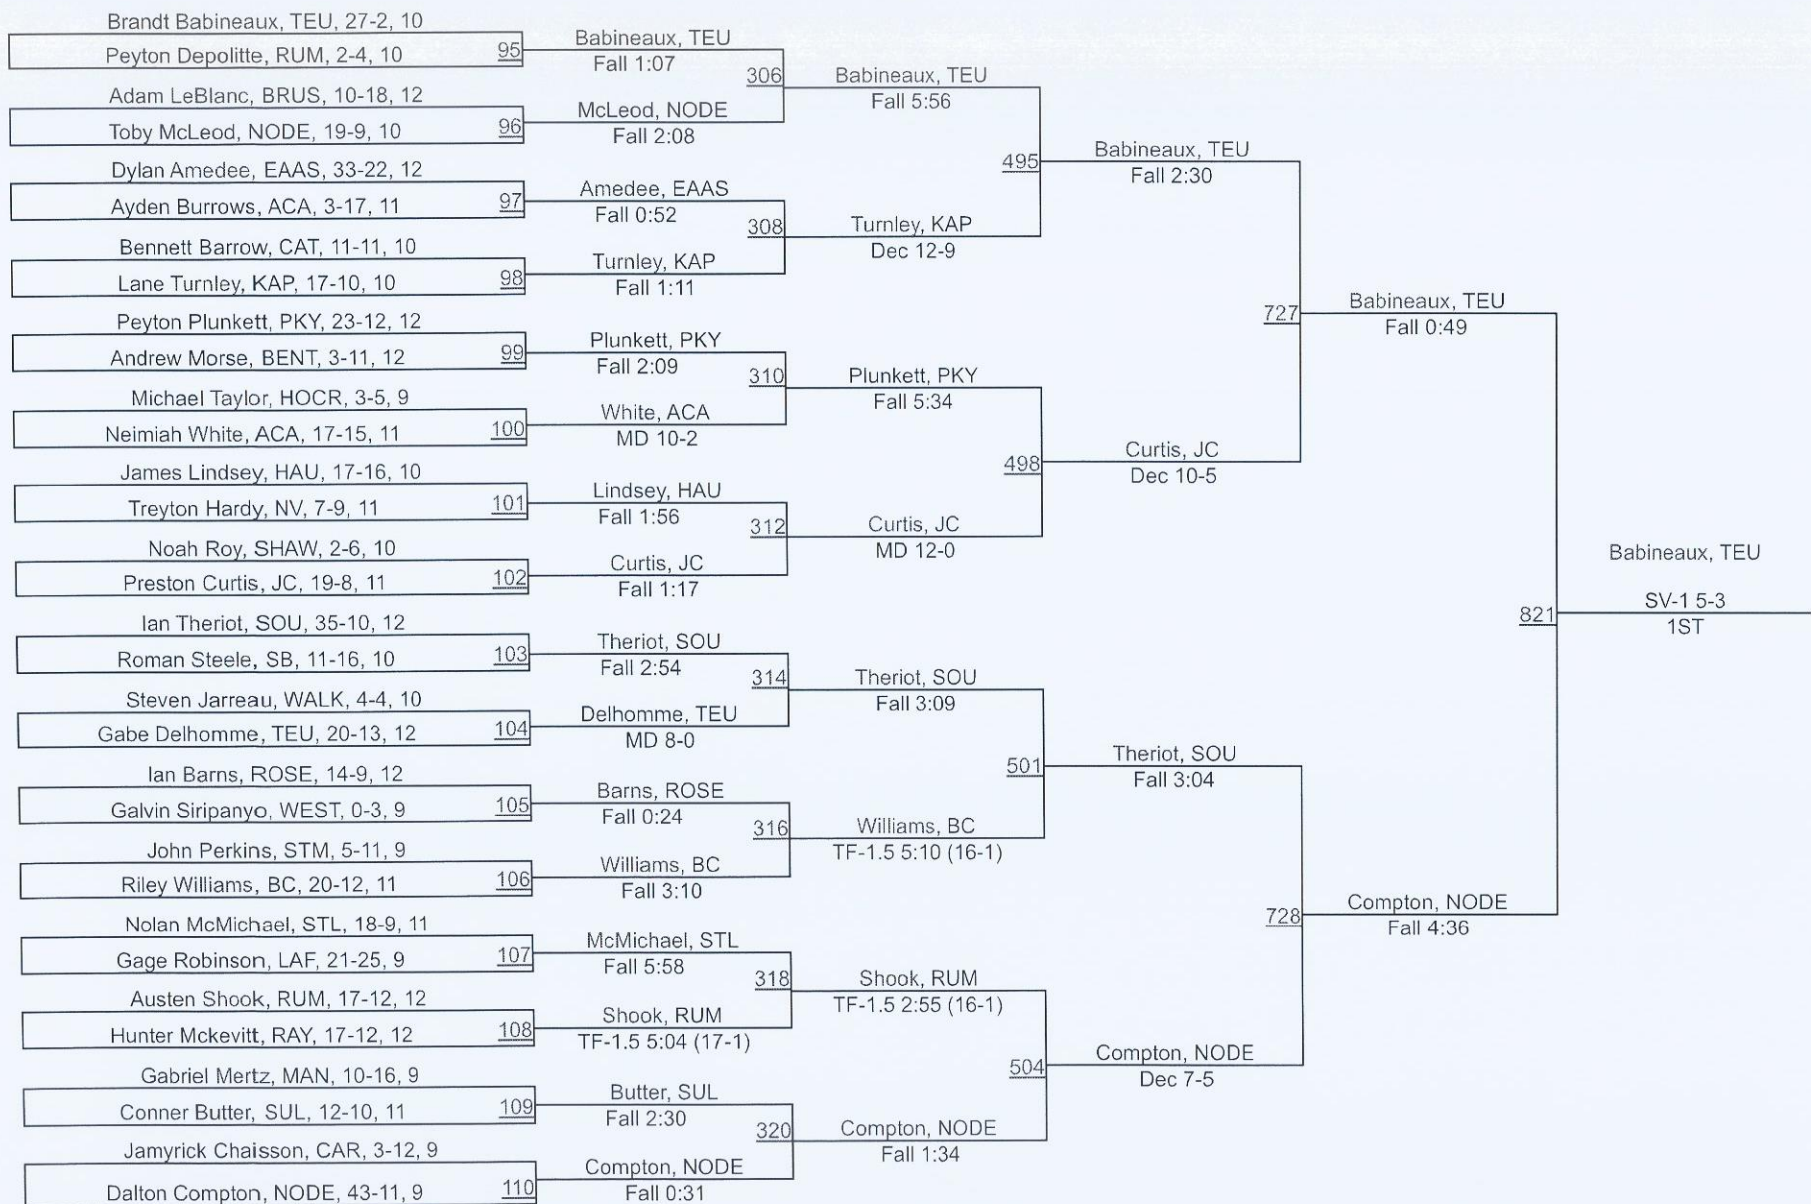 Brandt Babineaux, TEU, 27-2, 10
Peyton Depolitte, RUM, 2-4, 10
95
Adam LeBlanc, BRUS, 10-18, 12
Toby McLeod, NODE, 19-9, 10
96
Dylan Amedee, EAAS, 33-22, 12
Ayden Burrows, ACA, 3-17, 11
97
Bennett Barrow, CAT, 11-11, 10
Lane Turnley, KAP, 17-10, 10
98
Peyton Plunkett, PKY, 23-12, 12
Andrew Morse, BENT, 3-11, 12
99
Michael Taylor, HOCR, 3-5, 9
Neimiah White, ACA, 17-15, 11
100
James Lindsey, HAU, 17-16, 10
Treyton Hardy, NV, 7-9, 11
101
Noah Roy, SHAW, 2-6, 10
Preston Curtis, JC, 19-8, 11
102
Ian Theriot, SOU, 35-10, 12
Roman Steele, SB, 11-16, 10
103
Steven Jarreau, WALK, 4-4, 10
Gabe Delhomme, TEU, 20-13, 12
104
Ian Barns, ROSE, 14-9, 12
Galvin Siripanyo, WEST, 0-3, 9
105
John Perkins, STM, 5-11, 9
Riley Williams, BC, 20-12, 11
106
Nolan McMichael, STL, 18-9, 11
Gage Robinson, LAF, 21-25, 9
107
Austen Shook, RUM, 17-12, 12
Hunter Mckevitt, RAY, 17-12, 12
108
Gabriel Mertz, MAN, 10-16, 9
Conner Butter, SUL, 12-10, 11
109
Jamyrick Chaisson, CAR, 3-12, 9
Dalton Compton, NODE, 43-11, 9
110
Babineaux, TEU
Fall 1:07
306
McLeod, NODE
Fall 2:08
Amedee, EAAS
Fall 0:52
308
Turnley, KAP
Fall 1:11
Plunkett, PKY
Fall 2:09
310
White, ACA
MD 10-2
Lindsey, HAU
Fall 1:56
312
Curtis, JC
Fall 1:17
Theriot, SOU
Fall 2:54
314
Delhomme, TEU
MD 8-0
Barns, ROSE
Fall 0:24
316
Williams, BC
Fall 3:10
McMichael, STL
Fall 5:58
318
Shook, RUM
TF-1.5 5:04 (17-1)
Butter, SUL
Fall 2:30
320
Compton, NODE
Fall 0:31
Babineaux, TEU
Fall 5:56
495
Turnley, KAP
Dec 12-9
Plunkett, PKY
Fall 5:34
498
Curtis, JC
MD 12-0
Theriot, SOU
Fall 3:09
501
Williams, BC
TF-1.5 5:10 (16-1)
Shook, RUM
TF-1.5 2:55 (16-1)
504
Compton, NODE
Fall 1:34
Babineaux, TEU
Fall 2:30
727
Curtis, JC
Dec 10-5
Theriot, SOU
Fall 3:04
728
Compton, NODE
Dec 7-5
Babineaux, TEU
Fall 0:49
821
Compton, NODE
Fall 4:36
Babineaux, TEU
SV-1 5-3
1ST